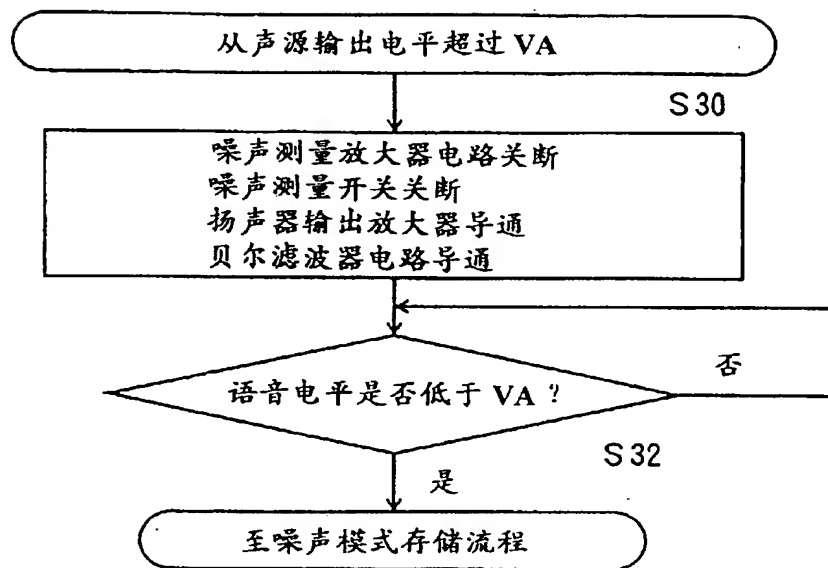 从声源输出电平超过 VA
S30
噪声测量放大器电路关断
噪声测量开关关断
扬声器输出放大器导通
贝尔滤波器电路导通
语音电平是否低于 VA ?
否
S32
是
至噪声模式存储流程